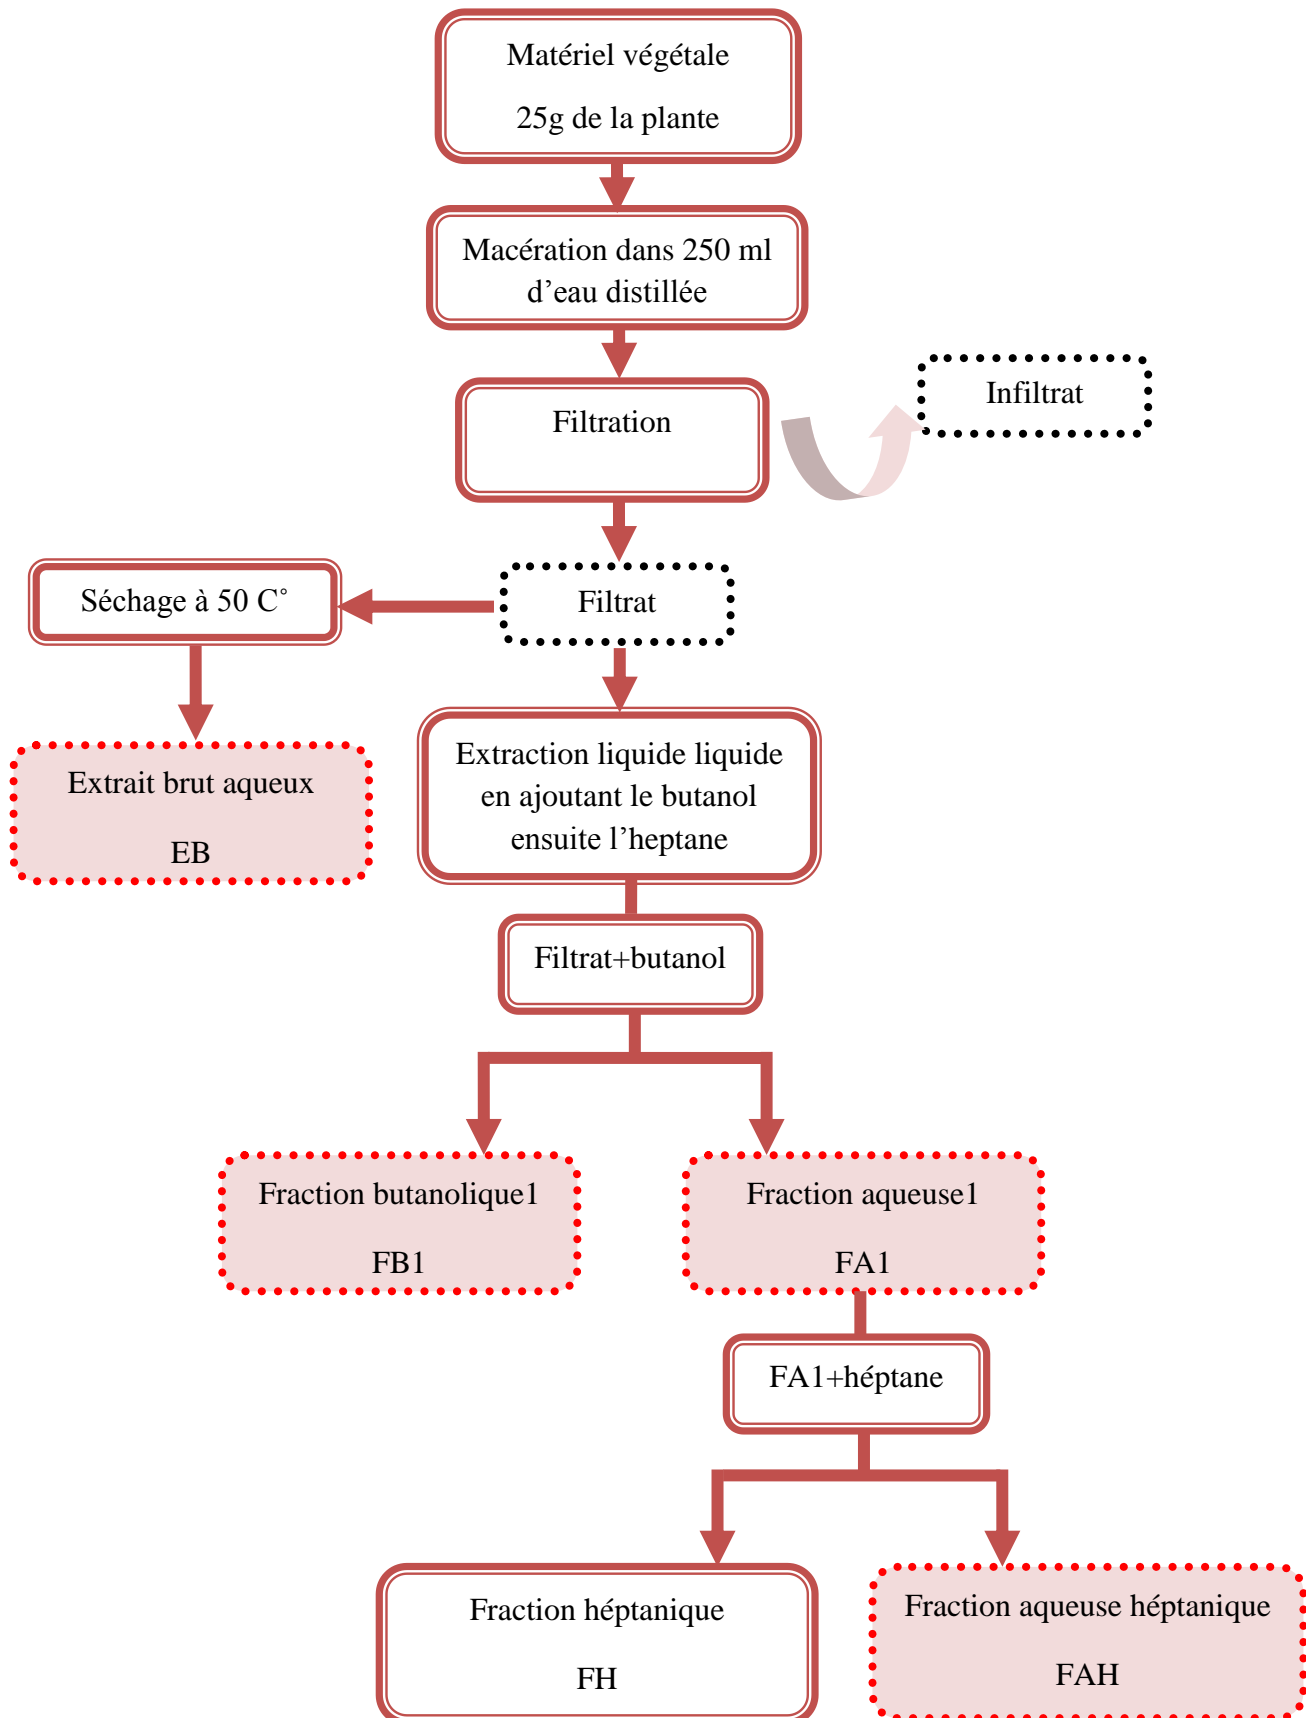 Matériel végétale
25g de la plante
Macération dans 250 ml
d’eau distillée
Filtration
Infiltrat
Séchage à 50 C°
Filtrat
Extrait brut aqueux
EB
Extraction liquide liquide
en ajoutant le butanol
ensuite l’heptane
Filtrat+butanol
Fraction butanolique1
FB1
Fraction aqueuse1
FA1
FA1+héptane
Fraction héptanique
FH
Fraction aqueuse héptanique
FAH